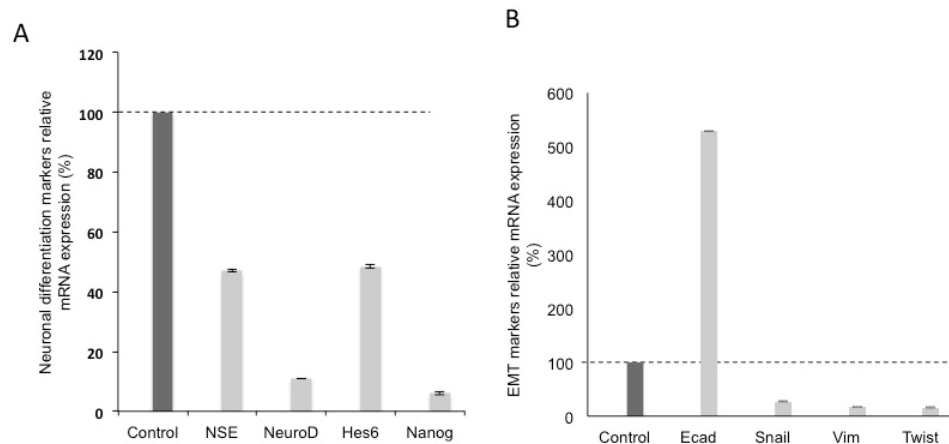 A
Neuronal differentiation markers relative
mRNA expression (%)
120
100
80
60
40
20
0
Control NSE NeuroD Hes6 Nanog
B
EMT markers relative mRNA expression
(%)
600
500
400
300
200
100
0
Control Ecad Snail Vim Twist